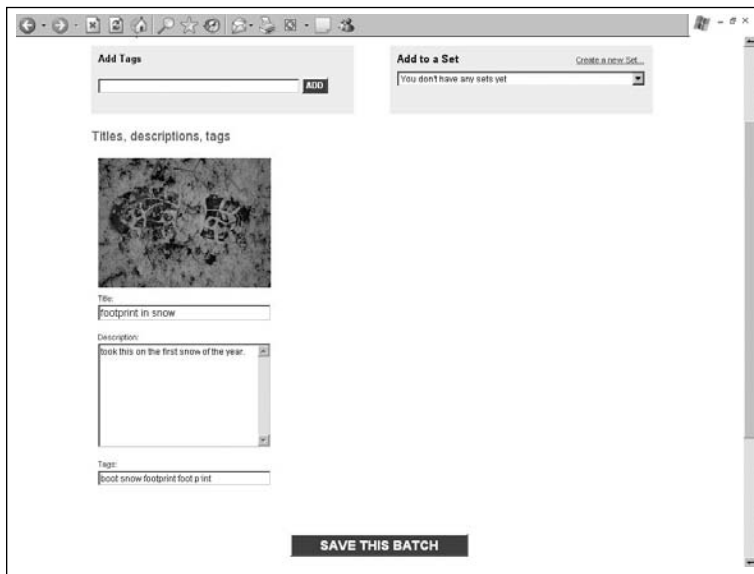 Add Tags
ADD
Add to a Set
Create a new Set...
You don't have any sets yet
Titles, descriptions, tags
Title:
footprint in snow
Description:
took this on the first snow of the year.
Tags:
boot snow footprint foot print
SAVE THIS BATCH